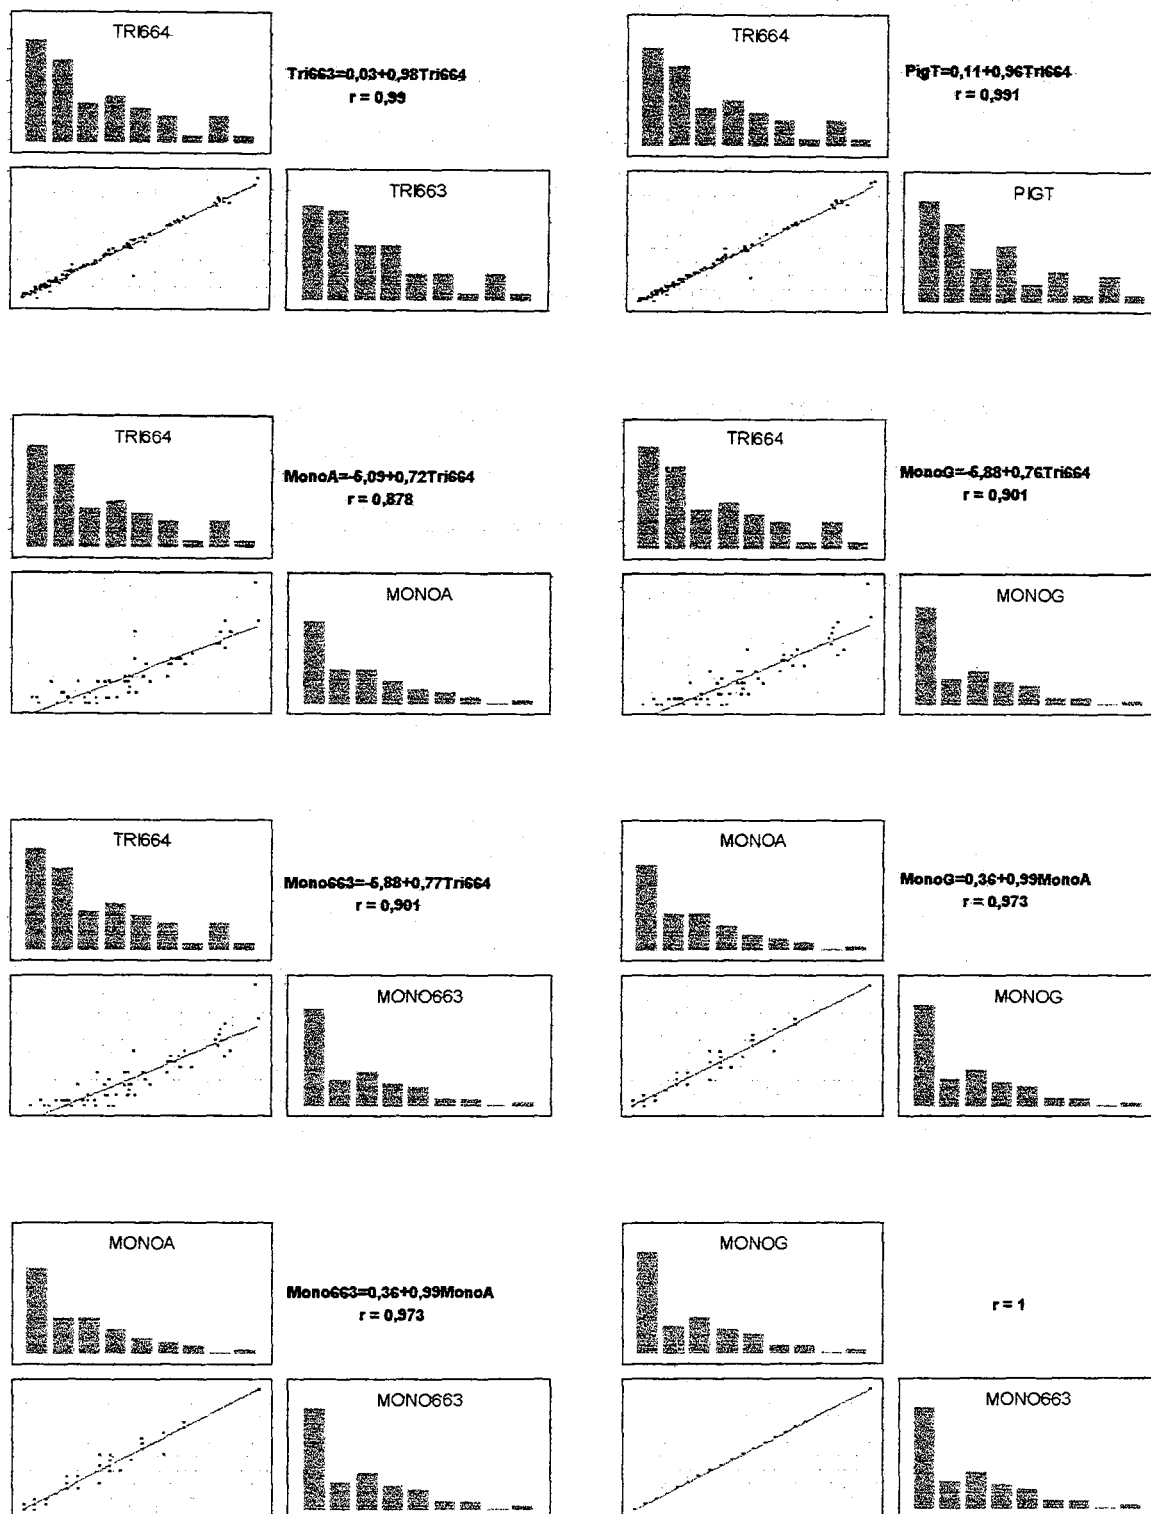 TRI664
Tri663=0,03+0,98Tri664
r = 0,99
TRI663
TRI664
PigT=0,11+0,96Tri664
r = 0,991
PIGT
TRI664
MonoA=-5,09+0,72Tri664
r = 0,878
MONOA
TRI664
MonoG=-5,88+0,76Tri664
r = 0,901
MONOG
TRI664
Mono663=-5,88+0,77Tri664
r = 0,901
MONO663
MONOA
MonoG=0,36+0,99MonoA
r = 0,973
MONOG
MONOA
Mono663=0,36+0,99MonoA
r = 0,973
MONO663
MONOG
r = 1
MONO663